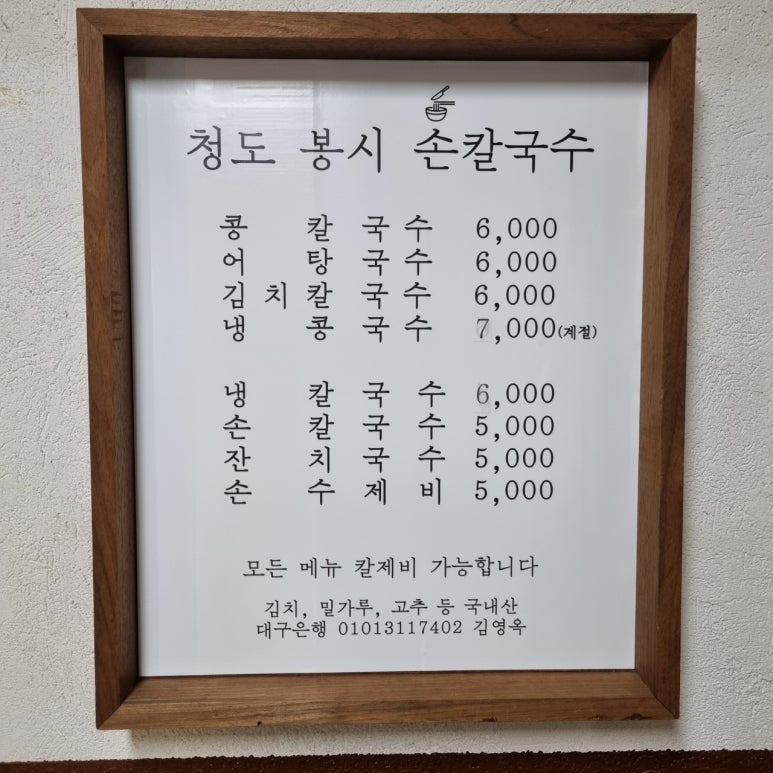 청도 봉시 손칼국수
콩 칼 국 수 6,000
어 탕 국 수 6,000
김 치 칼 국 수 6,000
냉 콩 국 수 7,000(계절)
냉 칼 국 수 6,000
손 칼 국 수 5,000
잔 치 국 수 5,000
손 수 제 비 5,000
모든 메뉴 칼제비 가능합니다
김치, 밀가루, 고추 등 국내산
대구은행 01013117402 김영옥